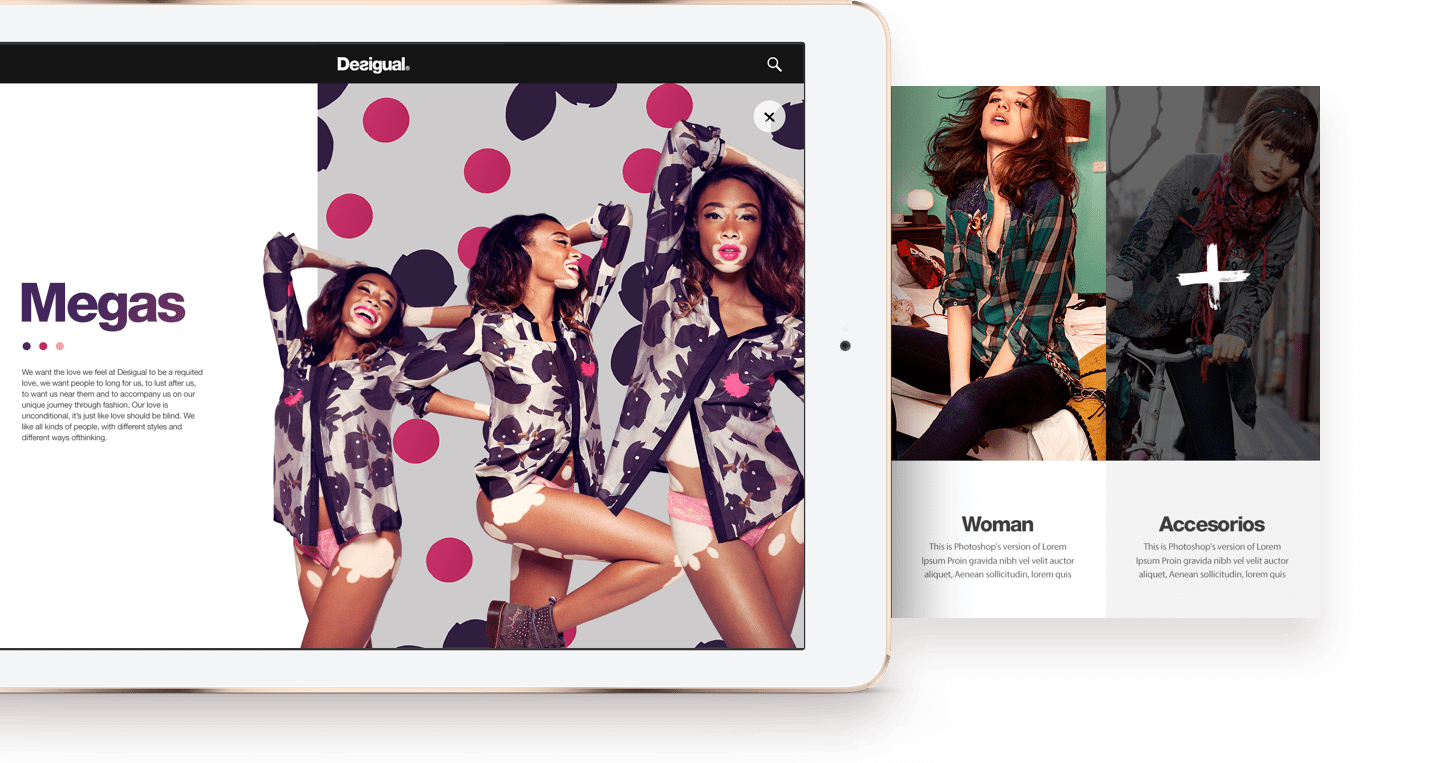 Desigual®
Megas
We want the love we feel at Desigual to be a requited
love, we want people to long for us, to lust after us,
to want us near them and to accompany us on our
unique journey through fashion. Our love is
unconditional, it's just like love should be blind. We
like all kinds of people, with different styles and
different ways ofthinking.
Woman
This is Photoshop's version of Lorem
Ipsum Proin gravida nibh vel velit auctor
aliquet, Aenean sollicitudin, lorem quis
Accesorios
This is Photoshop's version of Lorem
Ipsum Proin gravida nibh vel velit auctor
aliquet, Aenean sollicitudin, lorem quis